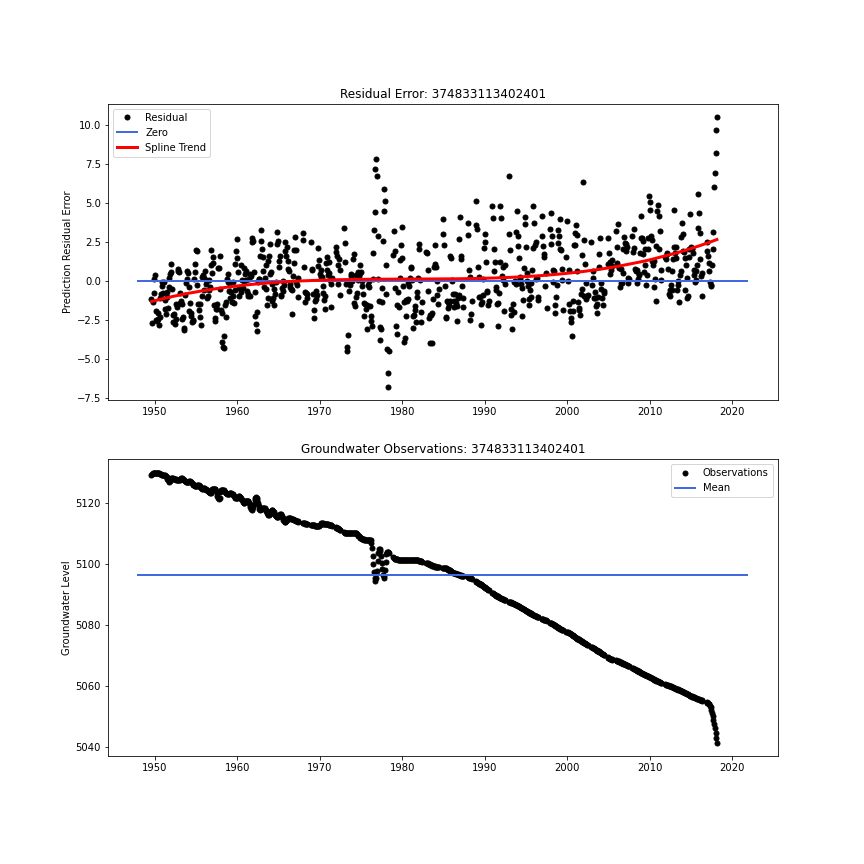 Residual Error: 374833113402401
Residual
Zero
Spline Trend
10.0
7.5
5.0
2.5
0.0
−2.5
−5.0
−7.5
Prediction Residual Error
1950 1960 1970 1980 1990 2000 2010 2020
Groundwater Observations: 374833113402401
Observations
Mean
5120
5100
5080
5060
5040
Groundwater Level
1950 1960 1970 1980 1990 2000 2010 2020